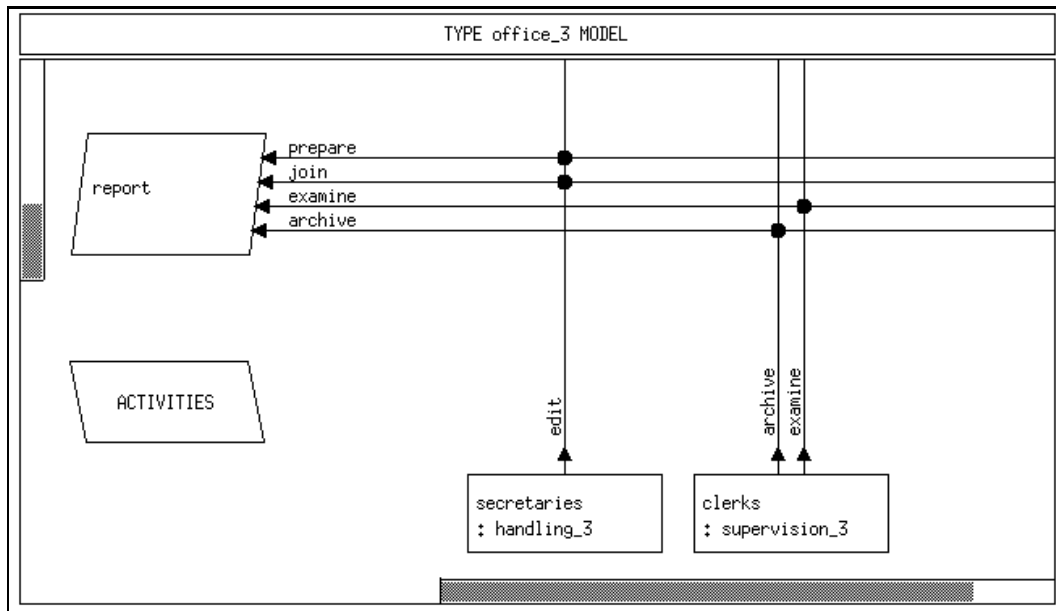 TYPE office_3 MODEL
prepare
join
report
examine
archive
ACTIVITIES
edit
archive
examine
secretaries
: handling_3
clerks
: supervision_3